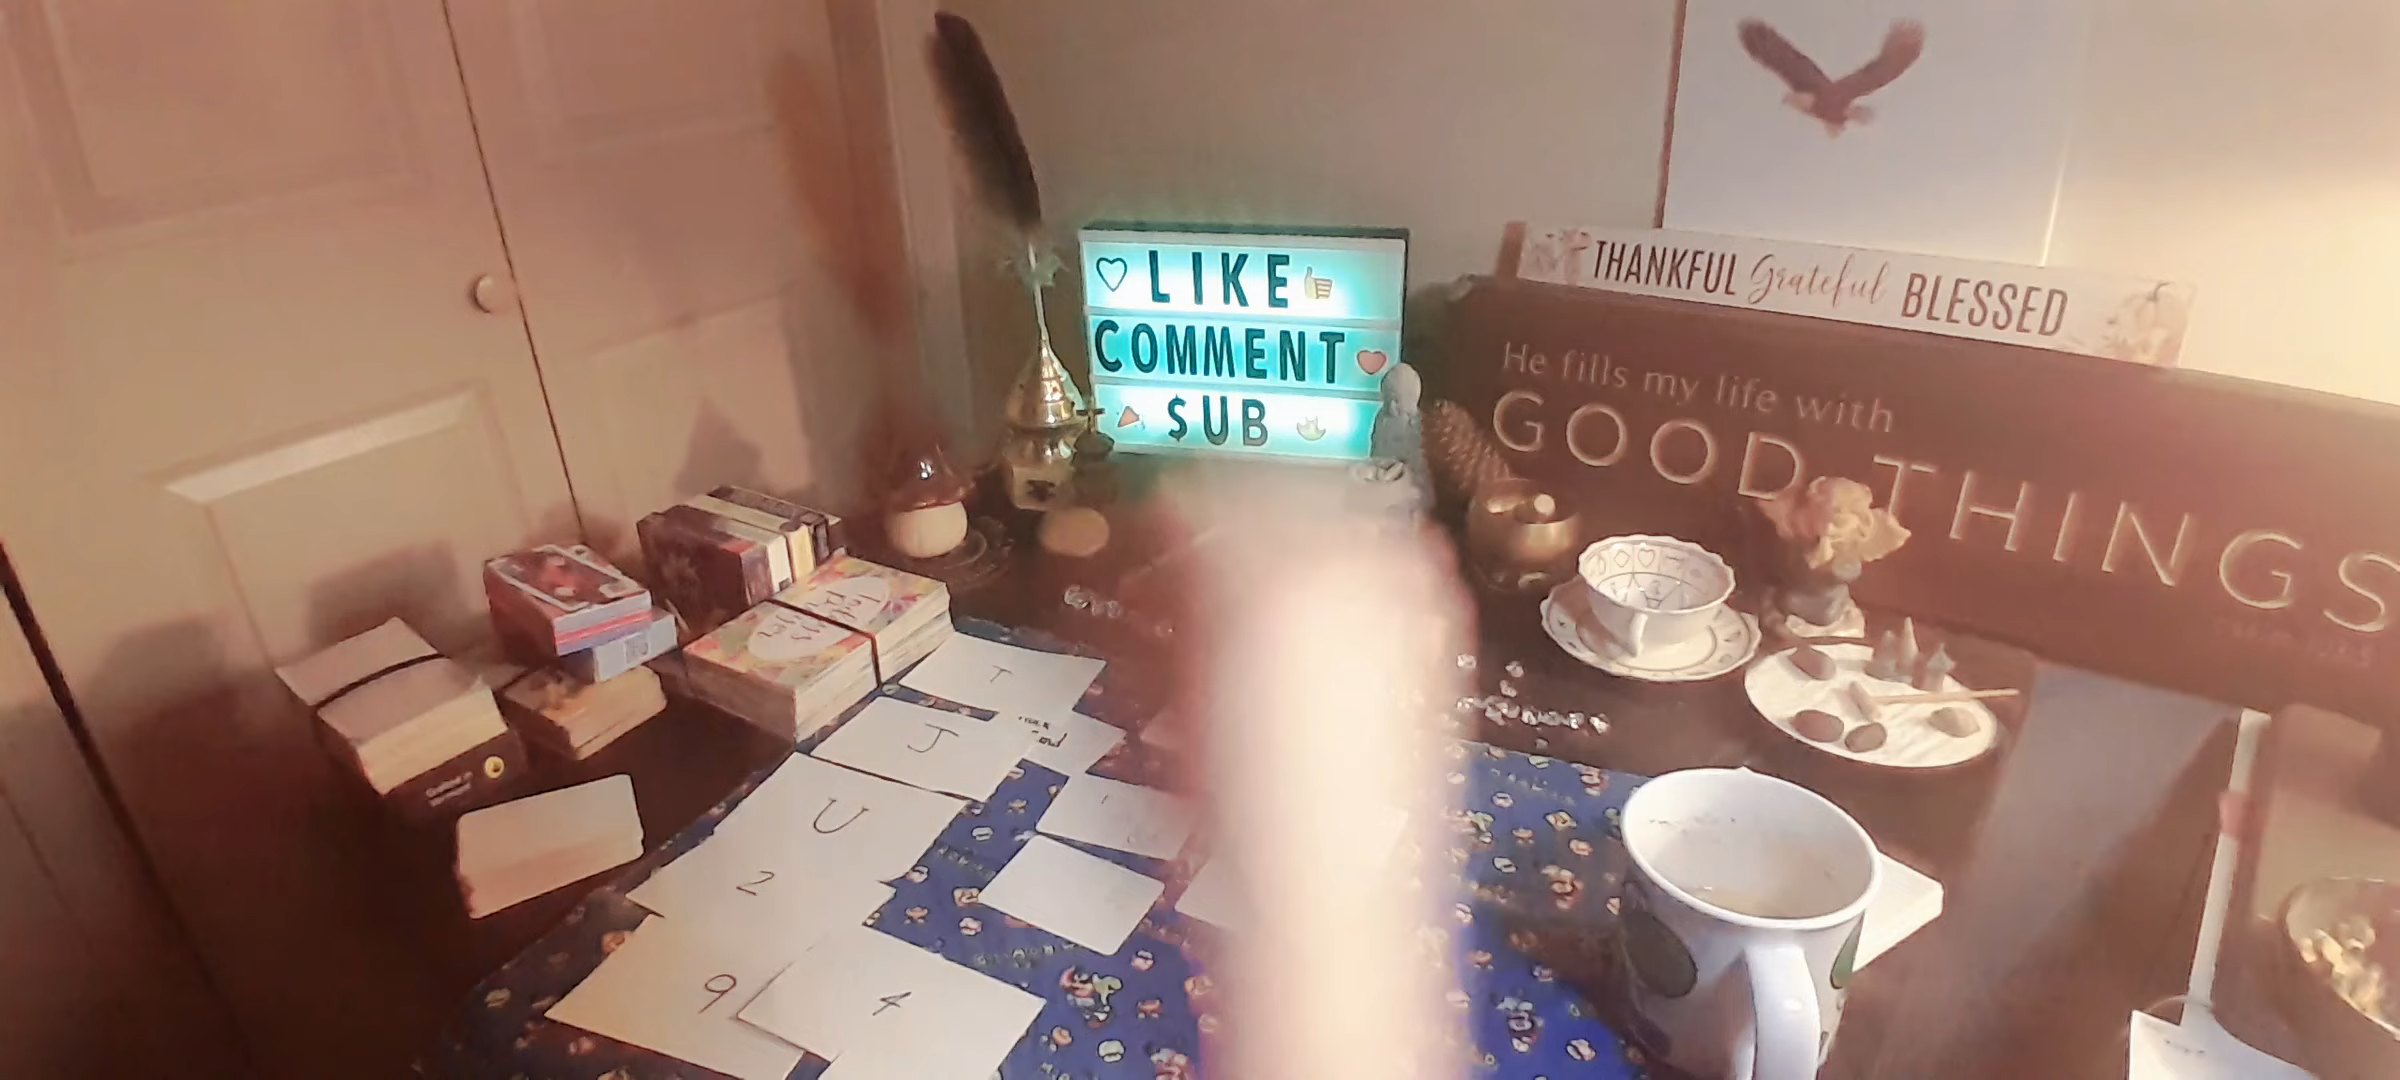 LIKE
COMMENT
$UB
THANKFUL Grateful BLESSED
He fills my life with
GOOD THINGS
T
J
U
2
9
4